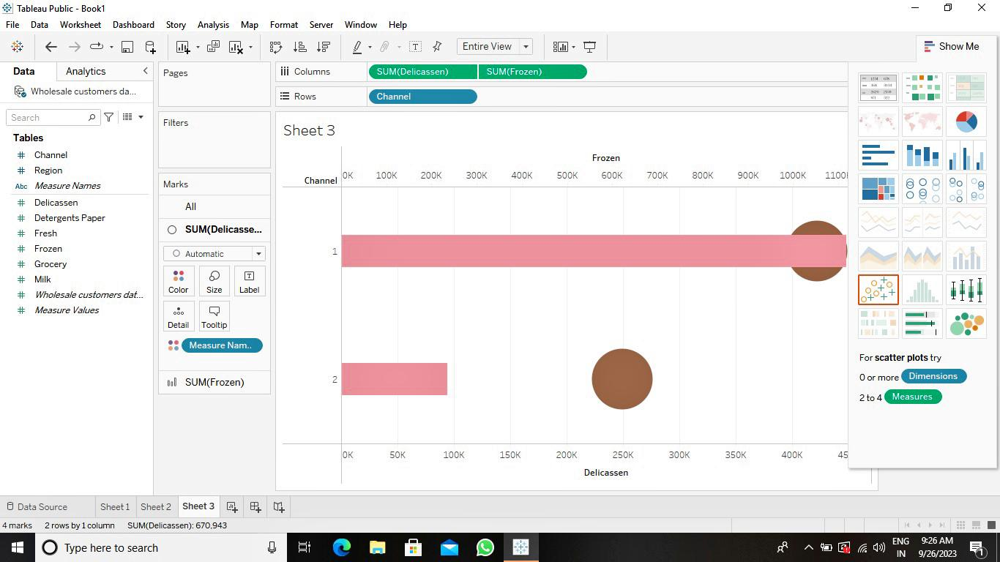 Tableau Public - Book1
File Data Worksheet Dashboard Story Analysis Map Format Server Window Help
Entire View
Show Me
Data Analytics
Wholesale customers da...
Search
Tables
# Channel
# Region
Abc Measure Names
# Delicassen
# Detergents Paper
# Fresh
# Frozen
# Grocery
# Milk
# Wholesale customers dat...
# Measure Values
Pages
Filters
Marks
All
SUM(Delicasse...
Automatic
Color Size Label
Detail Tooltip
Measure Nam..
SUM(Frozen)
Columns SUM(Delicassen) SUM(Frozen)
Rows Channel
Sheet 3
Frozen
Channel 0K 100K 200K 300K 400K 500K 600K 700K 800K 900K 1000K 1100
1
2
0K 50K 100K 150K 200K 250K 300K 350K 400K 45
Delicassen
For scatter plots try
0 or more Dimensions
2 to 4 Measures
Data Source Sheet 1 Sheet 2 Sheet 3
4 marks 2 rows by 1 column SUM(Delicassen): 670,943
Type here to search
ENG
IN
9:26 AM
9/26/2023
1